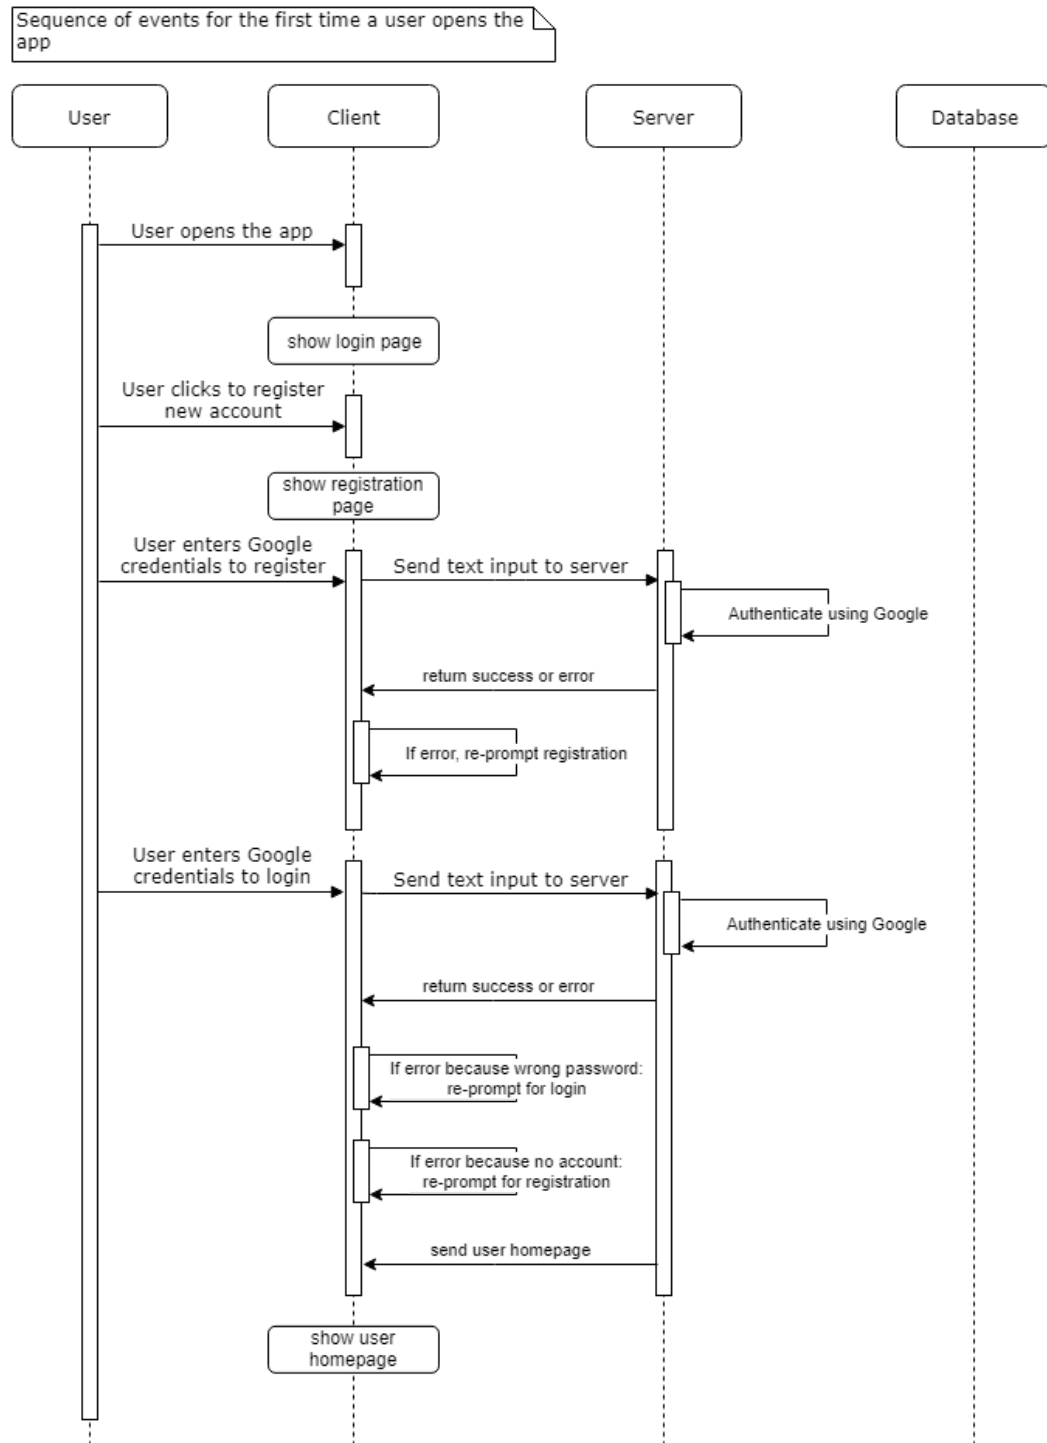 Sequence of events for the first time a user opens the
app
User
Client
Server
Database
User opens the app
show login page
User clicks to register
new account
show registration
page
User enters Google
credentials to register
Send text input to server
Authenticate using Google
return success or error
If error, re-prompt registration
User enters Google
credentials to login
Send text input to server
Authenticate using Google
return success or error
If error because wrong password:
re-prompt for login
If error because no account:
re-prompt for registration
send user homepage
show user
homepage